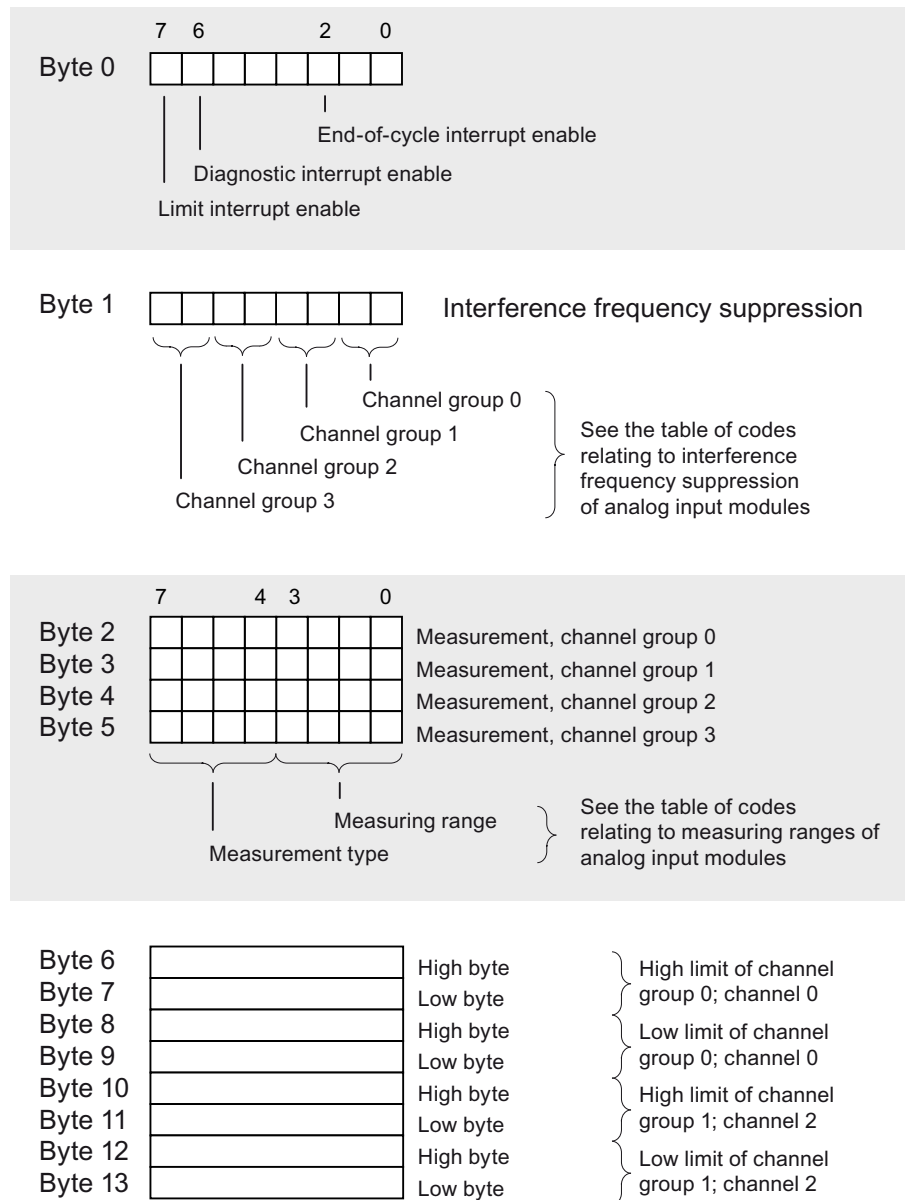 7 6 2 0
Byte 0
End-of-cycle interrupt enable
Diagnostic interrupt enable
Limit interrupt enable
Byte 1
Interference frequency suppression
Channel group 0
Channel group 1
Channel group 2
Channel group 3
See the table of codes
relating to interference
frequency suppression
of analog input modules
7 4 3 0
Byte 2
Measurement, channel group 0
Byte 3
Measurement, channel group 1
Byte 4
Measurement, channel group 2
Byte 5
Measurement, channel group 3
Measuring range
Measurement type
See the table of codes
relating to measuring ranges of
analog input modules
Byte 6
High byte
Byte 7
Low byte
High limit of channel
group 0; channel 0
Byte 8
High byte
Byte 9
Low byte
Low limit of channel
group 0; channel 0
Byte 10
High byte
Byte 11
Low byte
High limit of channel
group 1; channel 2
Byte 12
High byte
Byte 13
Low byte
Low limit of channel
group 1; channel 2